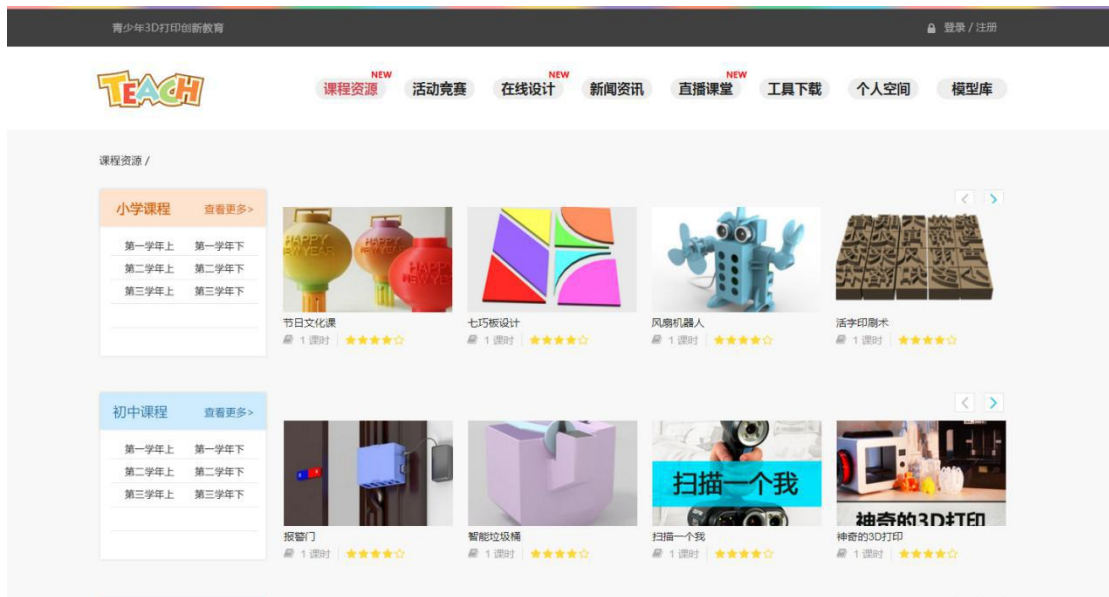 青少年3D打印创新教育
登录 / 注册
TEACH
课程资源 NEW 活动竞赛 在线设计 NEW 新闻资讯 直播课堂 NEW 工具下载 个人空间 模型库
课程资源 /
小学课程 查看更多>
第一学年上 第一学年下
第二学年上 第二学年下
第三学年上 第三学年下
HAPPY
NEW YEAR
节日文化课
1 课时
七巧板设计
1 课时
风扇机器人
1 课时
活字印刷术
1 课时
初中课程 查看更多>
第一学年上 第一学年下
第二学年上 第二学年下
第三学年上 第三学年下
报警门
1 课时
智能垃圾桶
1 课时
扫描一个我
扫描一个我
1 课时
神奇的3D打印
神奇的3D打印
1 课时